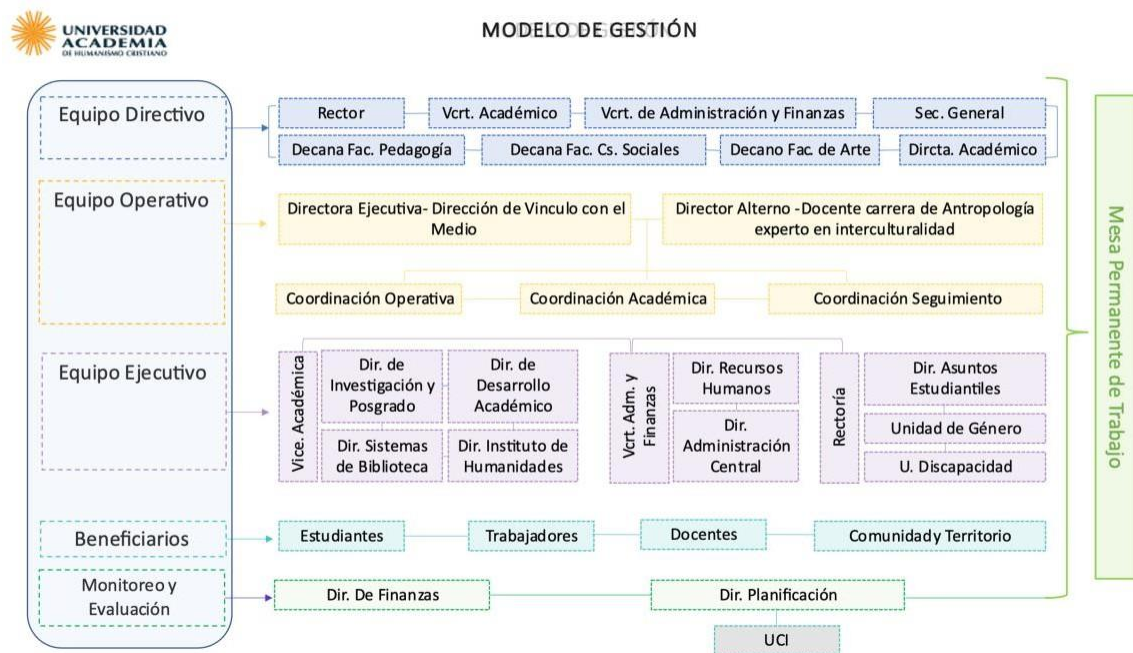 UNIVERSIDAD
ACADEMIA
DE HUMANISMO CRISTIANO
MODELO DE GESTIÓN
Equipo Directivo
Rector
Vcrt. Académico
Vcrt. de Administración y Finanzas
Sec. General
Decana Fac. Pedagogía
Decana Fac. Cs. Sociales
Decano Fac. de Arte
Dircta. Académico
Equipo Operativo
Directora Ejecutiva- Dirección de Vinculo con el
Medio
Director Alterno -Docente carrera de Antropología
experto en interculturalidad
Coordinación Operativa
Coordinación Académica
Coordinación Seguimiento
Equipo Ejecutivo
Vice. Académica
Dir. de
Investigación y
Posgrado
Dir. de
Desarrollo
Académico
Dir. Sistemas
de Biblioteca
Dir. Instituto de
Humanidades
Vcrt. Adm. y
Finanzas
Dir. Recursos
Humanos
Dir.
Administración
Central
Rectoría
Dir. Asuntos
Estudiantiles
Unidad de Género
U. Discapacidad
Beneficiarios
Estudiantes
Trabajadores
Docentes
Comunidad y Territorio
Monitoreo y
Evaluación
Dir. De Finanzas
Dir. Planificación
UCI
Mesa Permanente de Trabajo